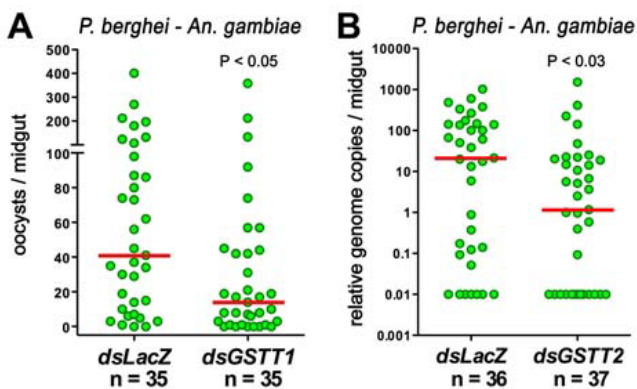 A
P. berghei - An. gambiae
P < 0.05
oocysts / midgut
500
400
300
200
100
80
60
40
20
0
dsLacZ
dsGSTT1
n = 35
n = 35
B
P. berghei - An. gambiae
P < 0.03
relative genome copies / midgut
10000
1000
100
10
1
0.1
0.01
0.001
dsLacZ
dsGSTT2
n = 36
n = 37